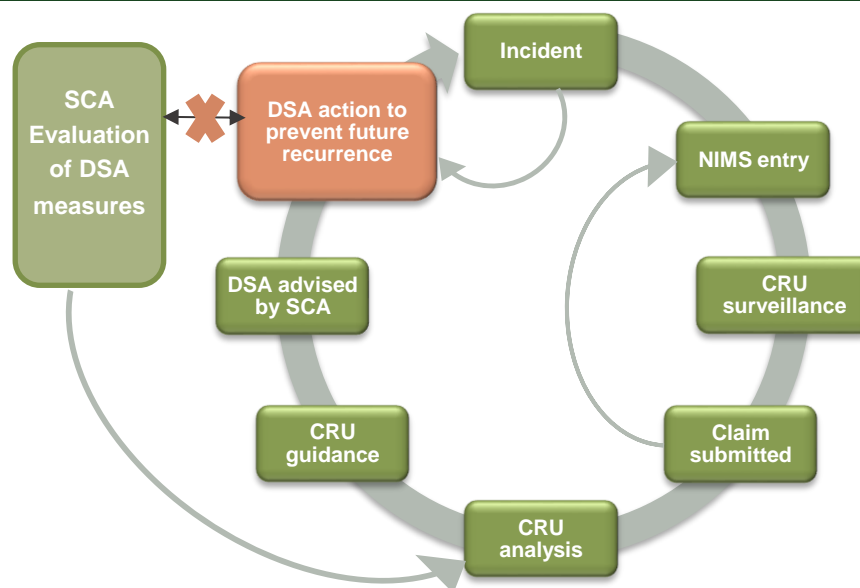 SCA
Evaluation
of DSA
measures
DSA action to
prevent future
recurrence
Incident
NIMS entry
CRU
surveillance
Claim
submitted
CRU
analysis
CRU
guidance
DSA advised
by SCA